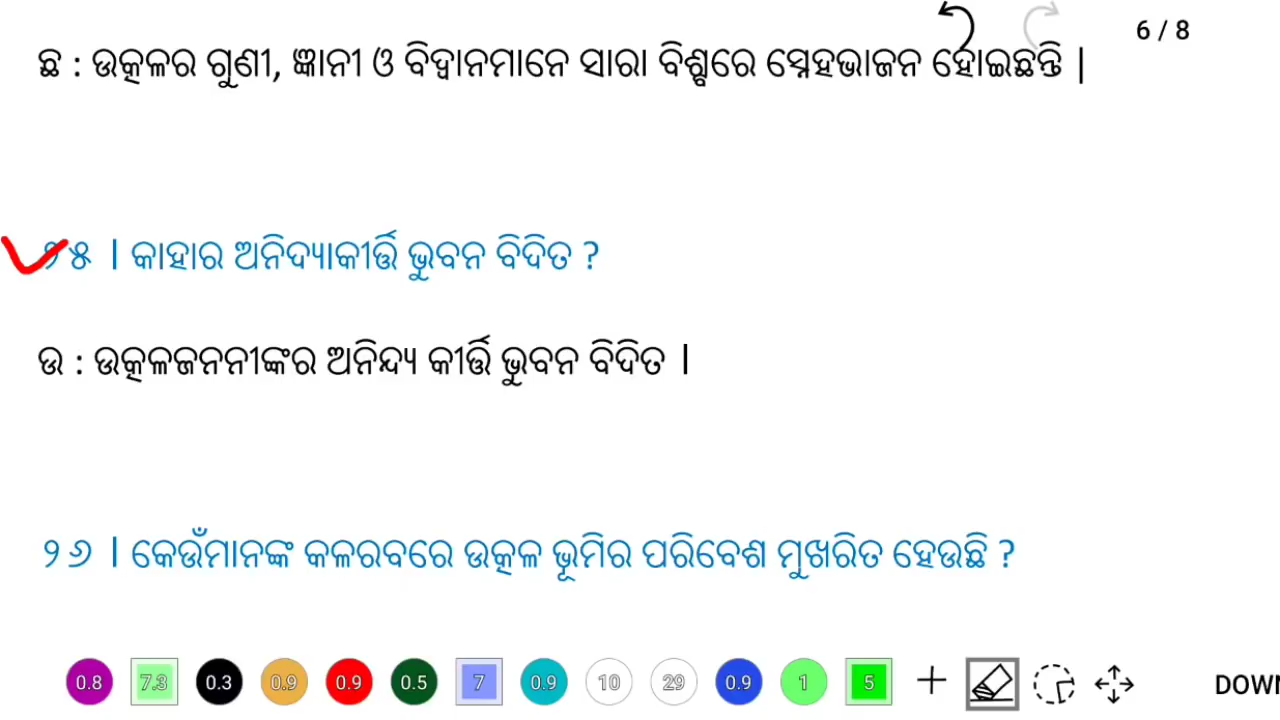 6 / 8
ଛ : ଉତ୍କଳର ଗୁଣୀ, ଜ୍ଞାନୀ ଓ ବିଦ୍ୱାନମାନେ ସାରା ବିଶ୍ବରେ ସ୍ନେହଭାଜନ ହୋଇଛନ୍ତି |
୨୫ | କାହାର ଅନିଦ୍ୟାକୀର୍ତ୍ତି ଭୁବନ ବିଦିତ ?
ଉ : ଉତ୍କଳଜନନୀଙ୍କର ଅନିନ୍ଦ୍ୟ କୀର୍ତ୍ତି ଭୁବନ ବିଦିତ |
୨୬ | କେଉଁମାନଙ୍କ କଳରବରେ ଉତ୍କଳ ଭୂମିର ପରିବେଶ ମୁଖରିତ ହେଉଛି ?
0.8 7.3 0.3 0.9 0.9 0.5 7 0.9 10 29 0.9 1 5